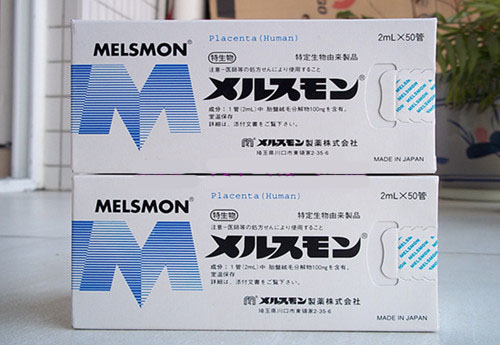 MELSMON®
Placenta (Human)
2mL×50管
特生物
特定生物由来製品
注意－医師等の処方せんにより使用すること
メルスモン®
成分：1管(2mL)中 胎盤絨毛分解物100mgを含有。
室温保存
詳細は、添付文書をご覧下さい。
メルスモン製薬株式会社
埼玉県川口市東領家2-35-6
MADE IN JAPAN
MELSMON®
Placenta (Human)
2mL×50管
特生物
特定生物由来製品
注意－医師等の処方せんにより使用すること
メルスモン®
成分：1管(2mL)中 胎盤絨毛分解物100mgを含有。
室温保存
詳細は、添付文書をご覧下さい。
MELSMON
MELSMON
メルスモン製薬株式会社
埼玉県川口市東領家2-35-6
MADE IN JAPAN